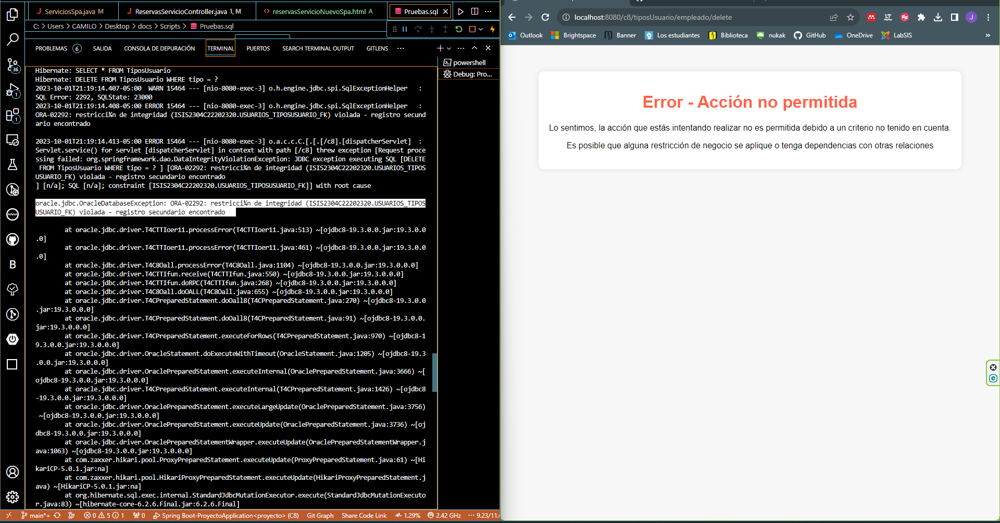 ServiciosSpa.java M
ReservasServicioController.java 1, M
reservasServicioNuevoSpa.html A
Pruebas.sql
C: > Users > CAMILO > Desktop > docs > Scripts > Pruebas.sql
PROBLEMAS 6 SALIDA CONSOLA DE DEPURACIÓN TERMINAL PUERTOS SEARCH TERMINAL OUTPUT GITLENS
powershell
Debug: Pro...
Hibernate: SELECT * FROM TiposUsuario
Hibernate: DELETE FROM TiposUsuario WHERE tipo = ?
2023-10-01T21:19:14.407-05:00  WARN 15464 --- [nio-8080-exec-3] o.h.engine.jdbc.spi.SqlExceptionHelper   :
SQL Error: 2292, SQLState: 23000
2023-10-01T21:19:14.408-05:00 ERROR 15464 --- [nio-8080-exec-3] o.h.engine.jdbc.spi.SqlExceptionHelper   :
ORA-02292: restricci¾n de integridad (ISIS2304C22202320.USUARIOS_TIPOSUSUARIO_FK) violada - registro secund
ario encontrado
2023-10-01T21:19:14.413-05:00 ERROR 15464 --- [nio-8080-exec-3] o.a.c.c.C.[.[.[/c8].[dispatcherServlet]  :
Servlet.service() for servlet [dispatcherServlet] in context with path [/c8] threw exception [Request proce
ssing failed: org.springframework.dao.DataIntegrityViolationException: JDBC exception executing SQL [DELETE
 FROM TiposUsuario WHERE tipo = ? ] [ORA-02292: restricci¾n de integridad (ISIS2304C22202320.USUARIOS_TIPOS
USUARIO_FK) violada - registro secundario encontrado
] [n/a]; SQL [n/a]; constraint [ISIS2304C22202320.USUARIOS_TIPOSUSUARIO_FK]] with root cause
oracle.jdbc.OracleDatabaseException: ORA-02292: restricci¾n de integridad (ISIS2304C22202320.USUARIOS_TIPOS
USUARIO_FK) violada - registro secundario encontrado
at oracle.jdbc.driver.T4CTTIoer11.processError(T4CTTIoer11.java:513) ~[ojdbc8-19.3.0.0.jar:19.3.0.0
.0]
at oracle.jdbc.driver.T4CTTIoer11.processError(T4CTTIoer11.java:461) ~[ojdbc8-19.3.0.0.jar:19.3.0.0
.0]
at oracle.jdbc.driver.T4C8Oall.processError(T4C8Oall.java:1104) ~[ojdbc8-19.3.0.0.jar:19.3.0.0.0]
at oracle.jdbc.driver.T4CTTIfun.receive(T4CTTIfun.java:550) ~[ojdbc8-19.3.0.0.jar:19.3.0.0.0]
at oracle.jdbc.driver.T4CTTIfun.doRPC(T4CTTIfun.java:268) ~[ojdbc8-19.3.0.0.jar:19.3.0.0.0]
at oracle.jdbc.driver.T4C8Oall.doOALL(T4C8Oall.java:655) ~[ojdbc8-19.3.0.0.jar:19.3.0.0.0]
at oracle.jdbc.driver.T4CPreparedStatement.doOall8(T4CPreparedStatement.java:270) ~[ojdbc8-19.3.0.0
.jar:19.3.0.0.0]
at oracle.jdbc.driver.T4CPreparedStatement.doOall8(T4CPreparedStatement.java:91) ~[ojdbc8-19.3.0.0.
jar:19.3.0.0.0]
at oracle.jdbc.driver.T4CPreparedStatement.executeForRows(T4CPreparedStatement.java:970) ~[ojdbc8-1
9.3.0.0.jar:19.3.0.0.0]
at oracle.jdbc.driver.OracleStatement.doExecuteWithTimeout(OracleStatement.java:1205) ~[ojdbc8-19.3
.0.0.jar:19.3.0.0.0]
at oracle.jdbc.driver.OraclePreparedStatement.executeInternal(OraclePreparedStatement.java:3666) ~[
ojdbc8-19.3.0.0.jar:19.3.0.0.0]
at oracle.jdbc.driver.T4CPreparedStatement.executeInternal(T4CPreparedStatement.java:1426) ~[ojdbc8
-19.3.0.0.jar:19.3.0.0.0]
at oracle.jdbc.driver.OraclePreparedStatement.executeLargeUpdate(OraclePreparedStatement.java:3756)
 ~[ojdbc8-19.3.0.0.jar:19.3.0.0.0]
at oracle.jdbc.driver.OraclePreparedStatement.executeUpdate(OraclePreparedStatement.java:3736) ~[oj
dbc8-19.3.0.0.jar:19.3.0.0.0]
at oracle.jdbc.driver.OraclePreparedStatementWrapper.executeUpdate(OraclePreparedStatementWrapper.j
ava:1063) ~[ojdbc8-19.3.0.0.jar:19.3.0.0.0]
at com.zaxxer.hikari.pool.ProxyPreparedStatement.executeUpdate(ProxyPreparedStatement.java:61) ~[Hi
kariCP-5.0.1.jar:na]
at com.zaxxer.hikari.pool.HikariProxyPreparedStatement.executeUpdate(HikariProxyPreparedStatement.j
ava) ~[HikariCP-5.0.1.jar:na]
at org.hibernate.sql.exec.internal.StandardJdbcMutationExecutor.execute(StandardJdbcMutationExecuto
r.java:83) ~[hibernate-core-6.2.6.Final.jar:6.2.6.Final]
36
1
1
B
main*+ 0 5 1 0 Spring Boot-ProyectoApplication<proyecto> (C8) Git Graph Share Code Link 1.29% 2.42 GHz 9.23/11.
localhost:8080/c8/tiposUsuario/empleado/delete
J
Outlook Brightspace Banner Los estudiantes Biblioteca nukak GitHub OneDrive LabSIS »
Error - Acción no permitida
Lo sentimos, la acción que estás intentando realizar no es permitida debido a un criterio no tenido en cuenta.
Es posible que alguna restricción de negocio se aplique o tenga dependencias con otras relaciones